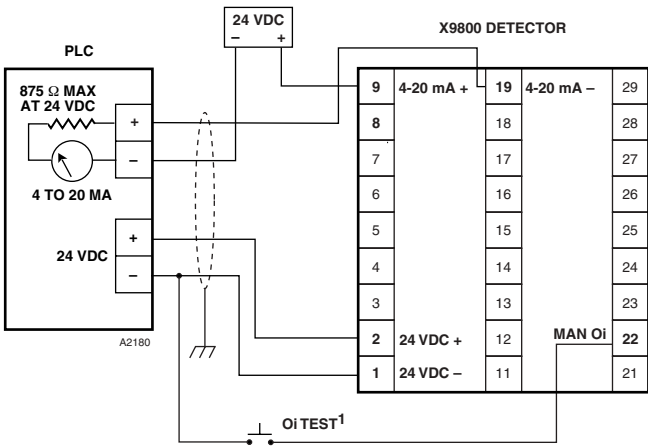 24 VDC
– +
X9800 DETECTOR
PLC
875 Ω MAX
AT 24 VDC
+
–
4 TO 20 MA
24 VDC
+
–
A2180
9 4-20 mA + 19 4-20 mA – 29
8 18 28
7 17 27
6 16 26
5 15 25
4 14 24
3 13 23
2 24 VDC + 12 MAN Oi 22
1 24 VDC – 11 21
Oi TEST1